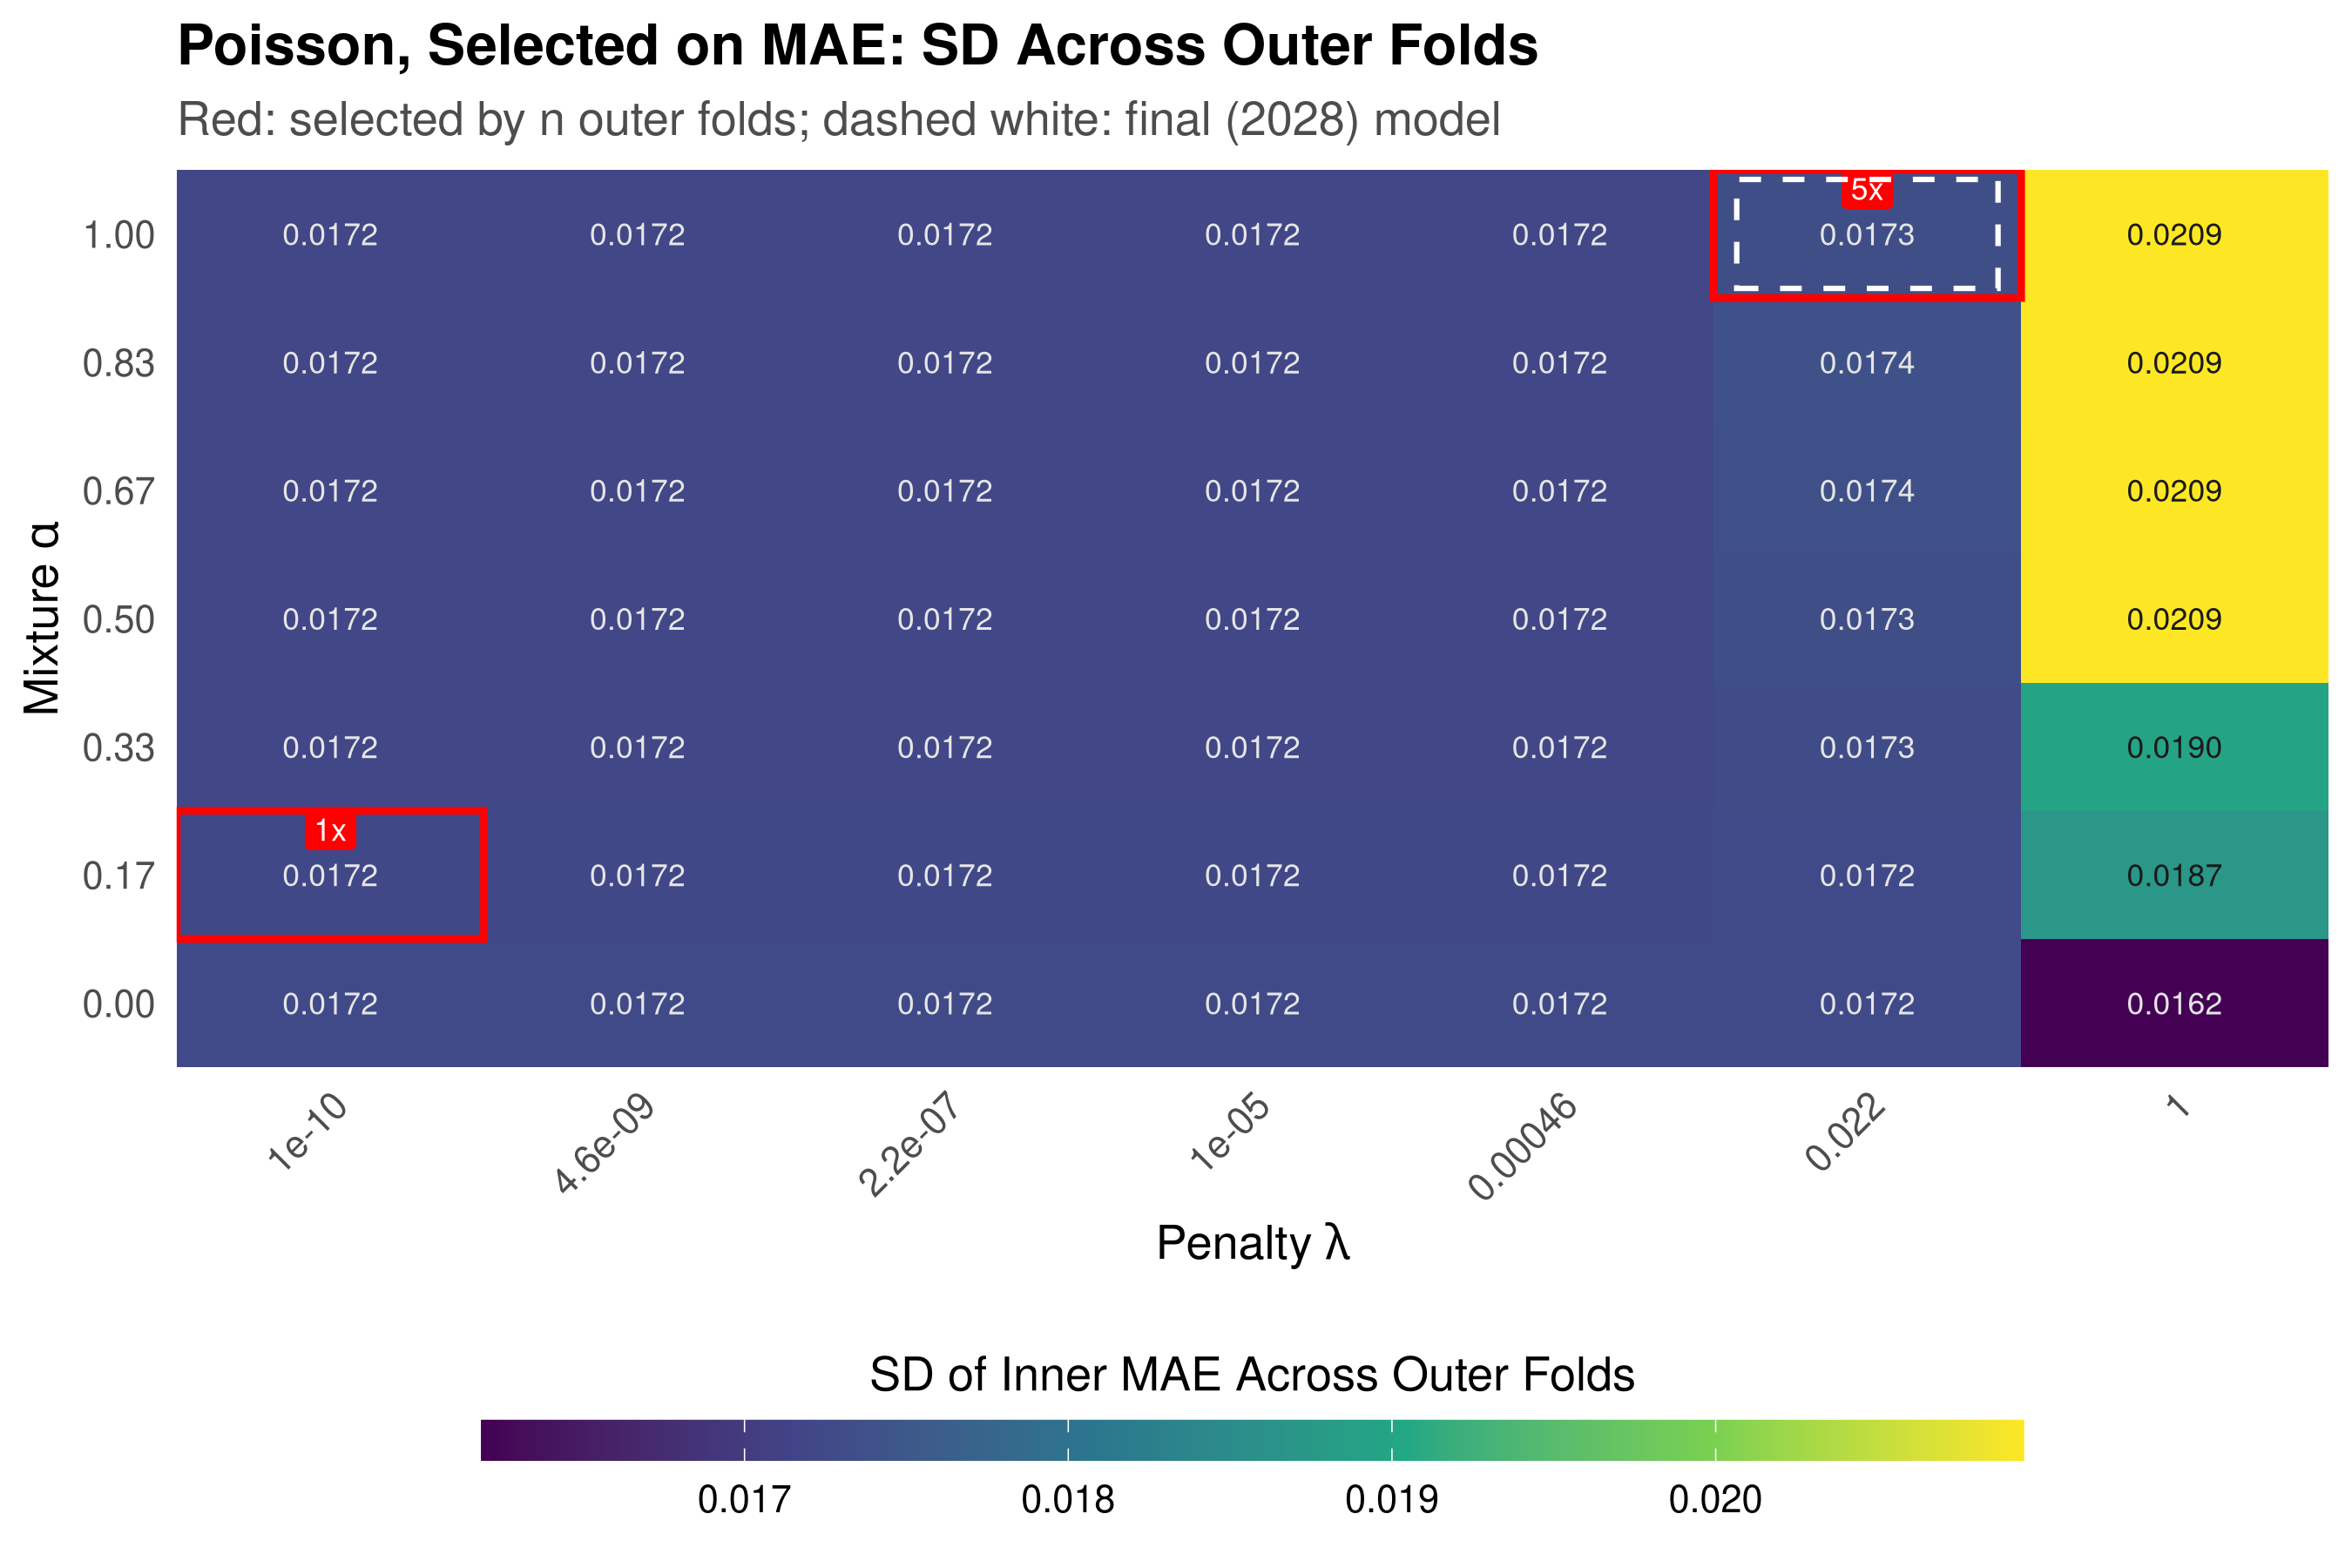 Poisson, Selected on MAE: SD Across Outer Folds
Red: selected by n outer folds; dashed white: final (2028) model
Mixture α
1.00 0.0172 0.0172 0.0172 0.0172 0.0172 5x 0.0173 0.0209
0.83 0.0172 0.0172 0.0172 0.0172 0.0172 0.0174 0.0209
0.67 0.0172 0.0172 0.0172 0.0172 0.0172 0.0174 0.0209
0.50 0.0172 0.0172 0.0172 0.0172 0.0172 0.0173 0.0209
0.33 0.0172 0.0172 0.0172 0.0172 0.0172 0.0173 0.0190
1x
0.17 0.0172 0.0172 0.0172 0.0172 0.0172 0.0172 0.0187
0.00 0.0172 0.0172 0.0172 0.0172 0.0172 0.0172 0.0162
1e-10 4.6e-09 2.2e-07 1e-05 0.00046 0.022 1
Penalty λ
SD of Inner MAE Across Outer Folds
0.017 0.018 0.019 0.020